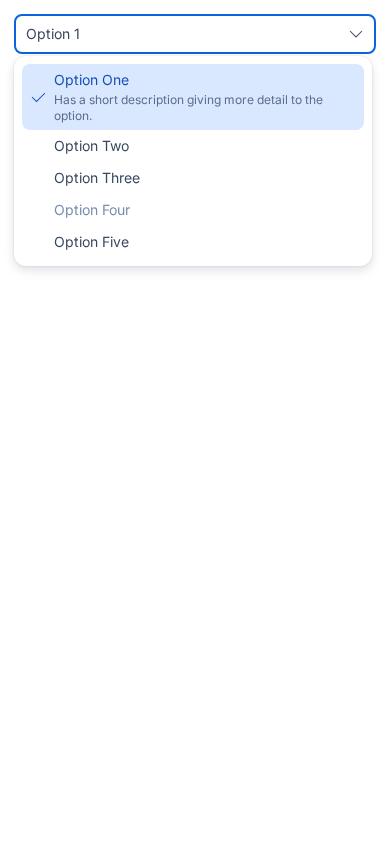 Option 1
Option One
Has a short description giving more detail to the
option.
Option Two
Option Three
Option Four
Option Five